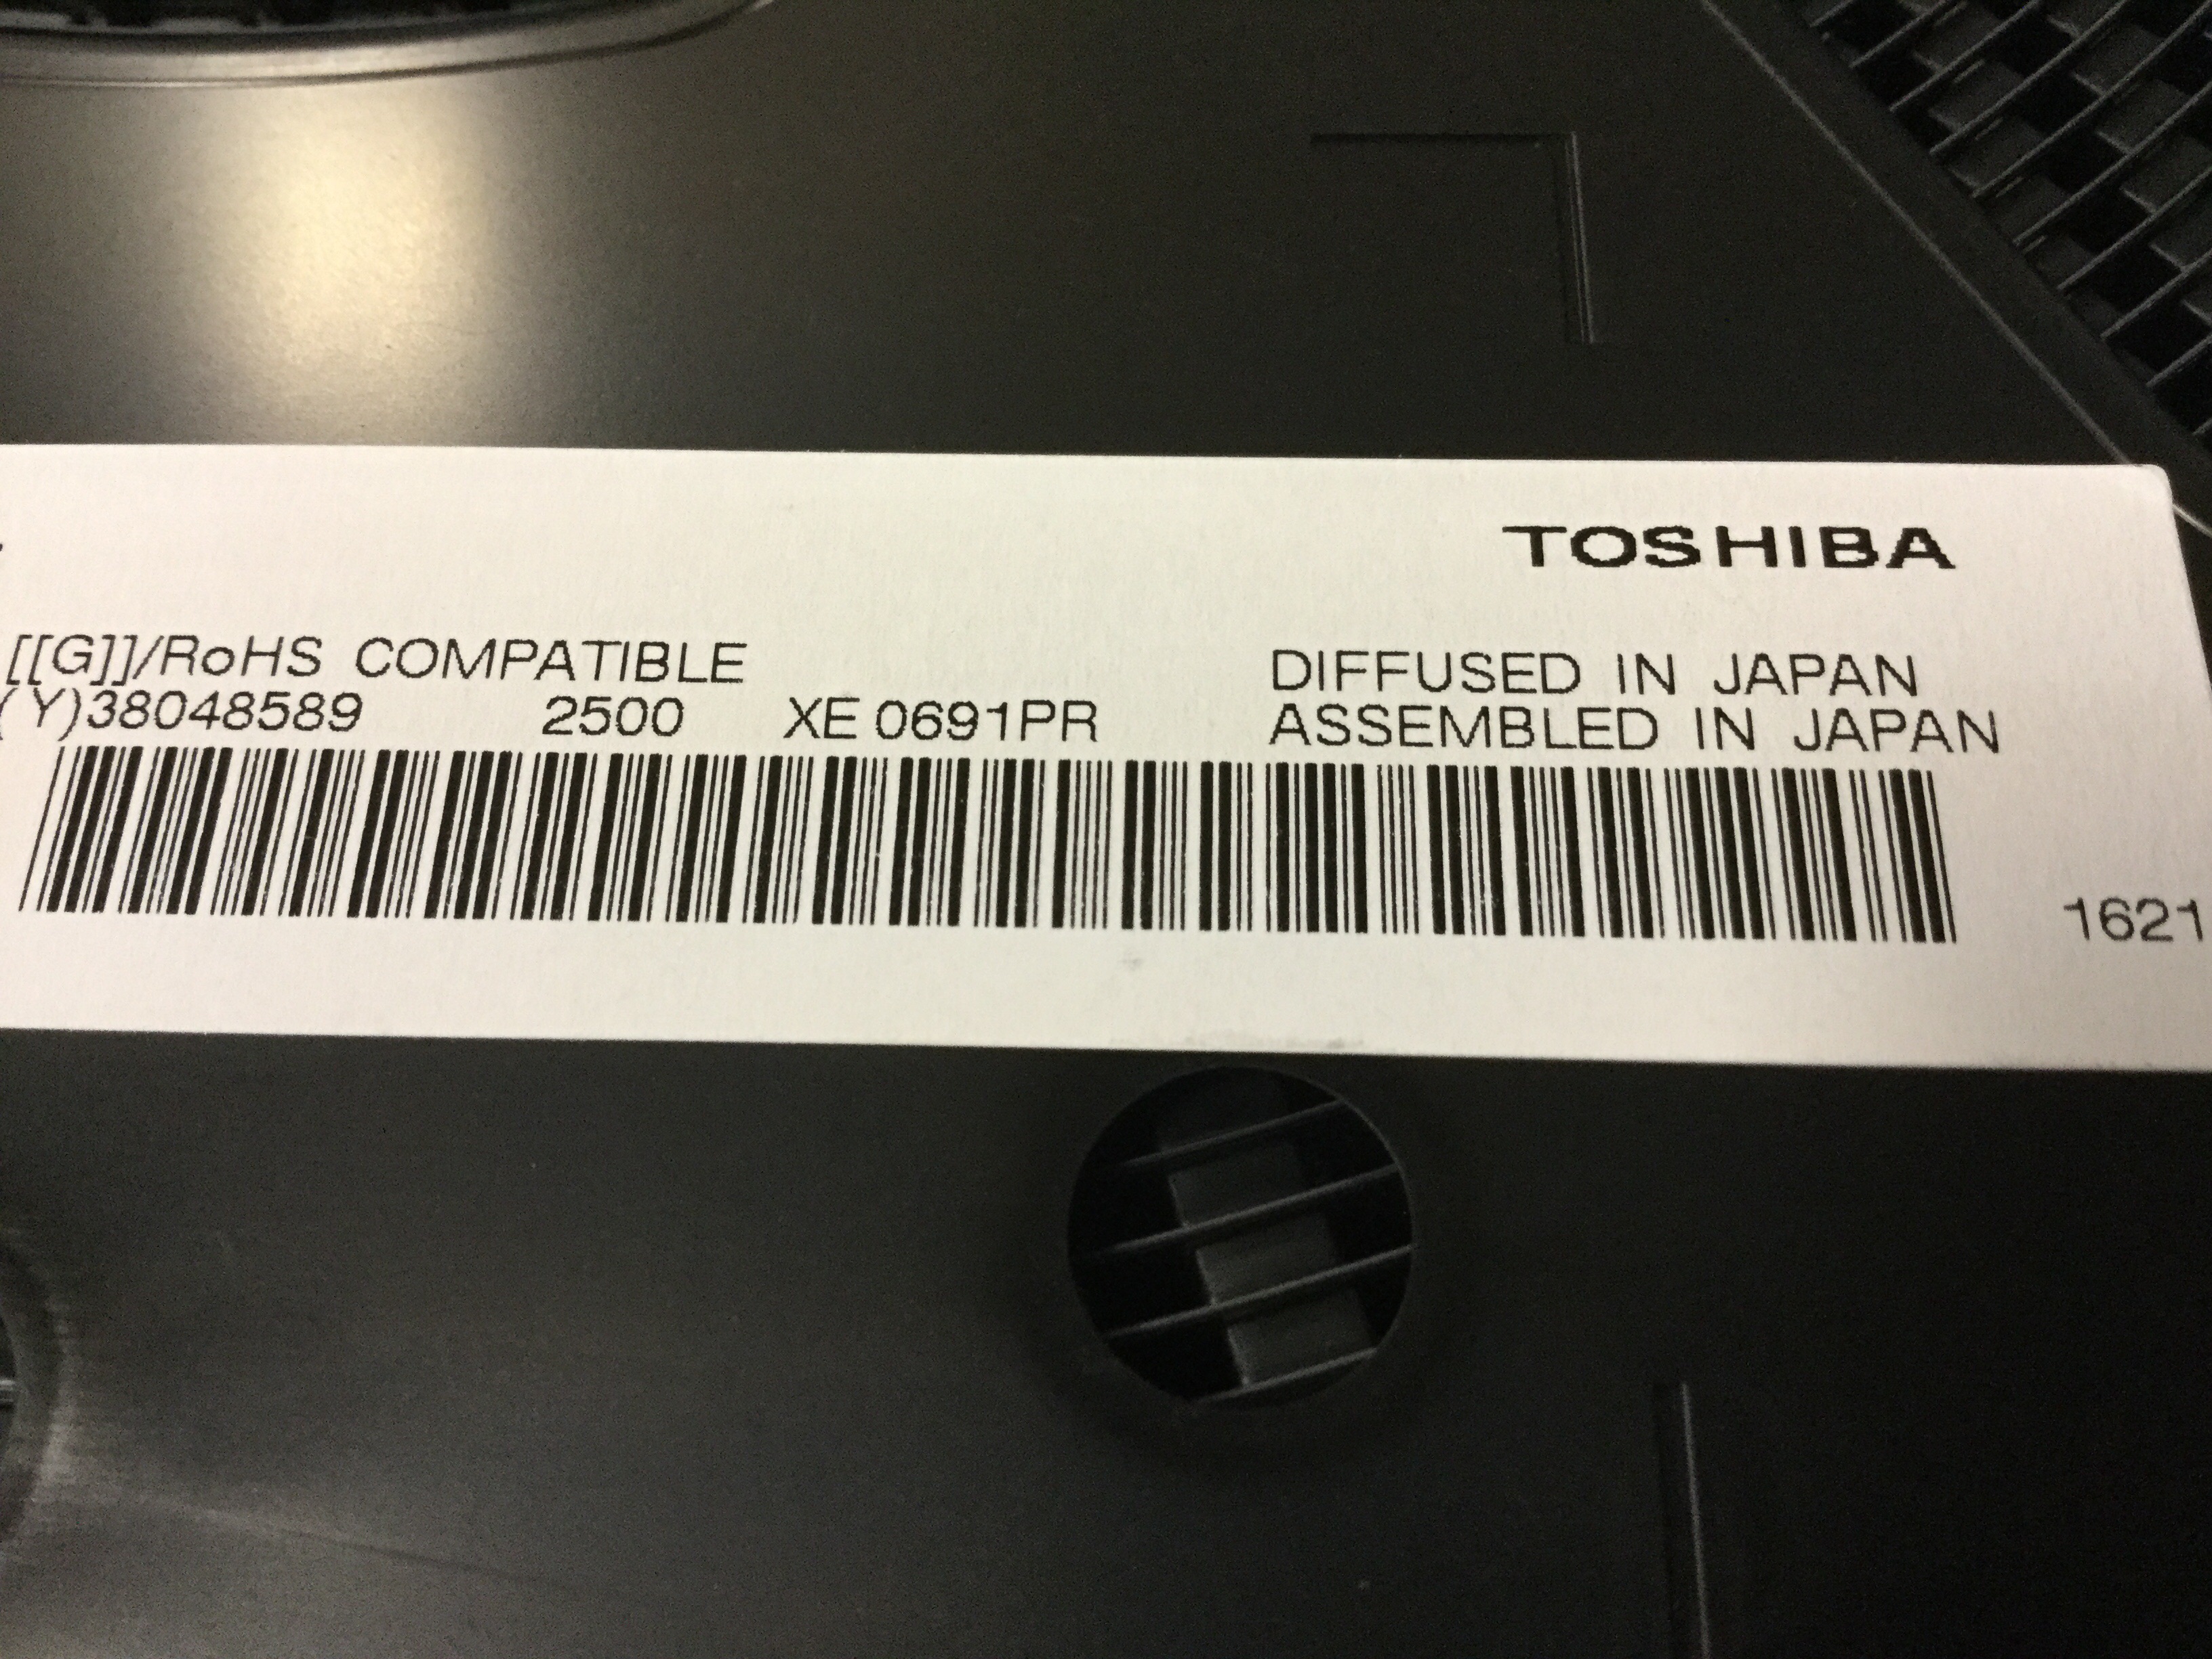 TOSHIBA
[[G]]/RoHS COMPATIBLE
DIFFUSED IN JAPAN
(Y)38048589 2500 XE 0691PR
ASSEMBLED IN JAPAN
1621